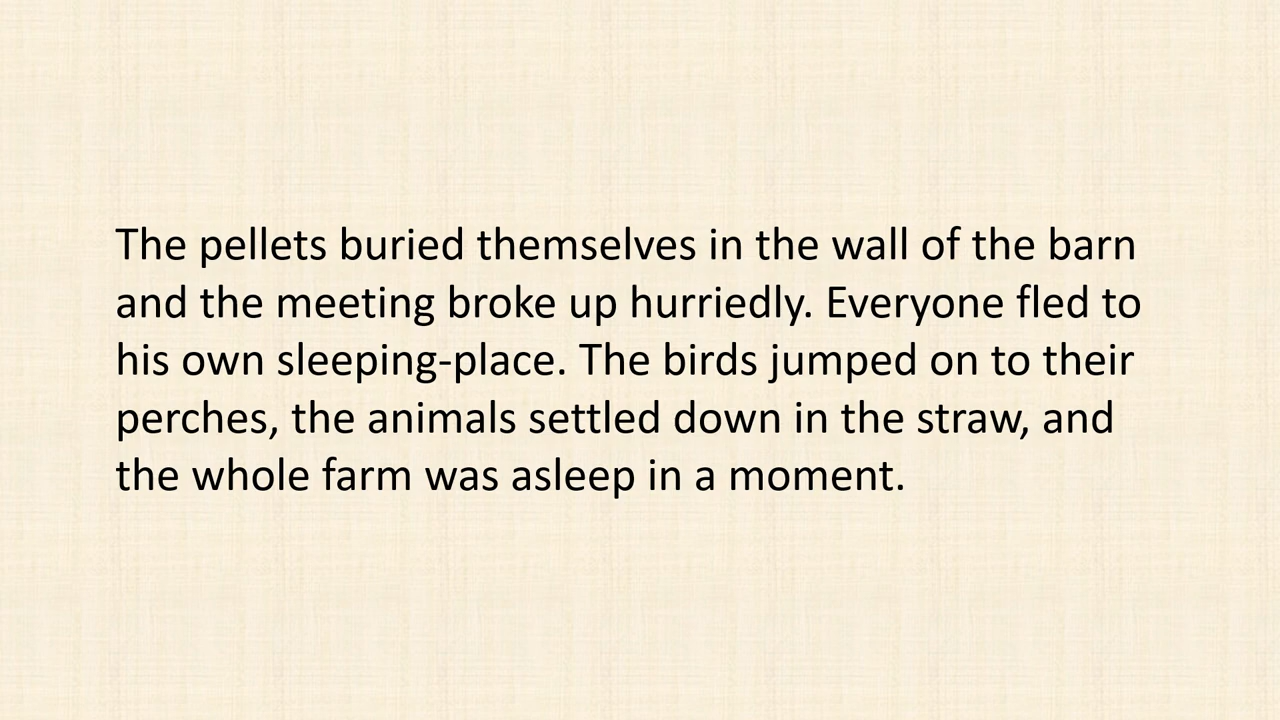 The pellets buried themselves in the wall of the barn
and the meeting broke up hurriedly. Everyone fled to
his own sleeping-place. The birds jumped on to their
perches, the animals settled down in the straw, and
the whole farm was asleep in a moment.